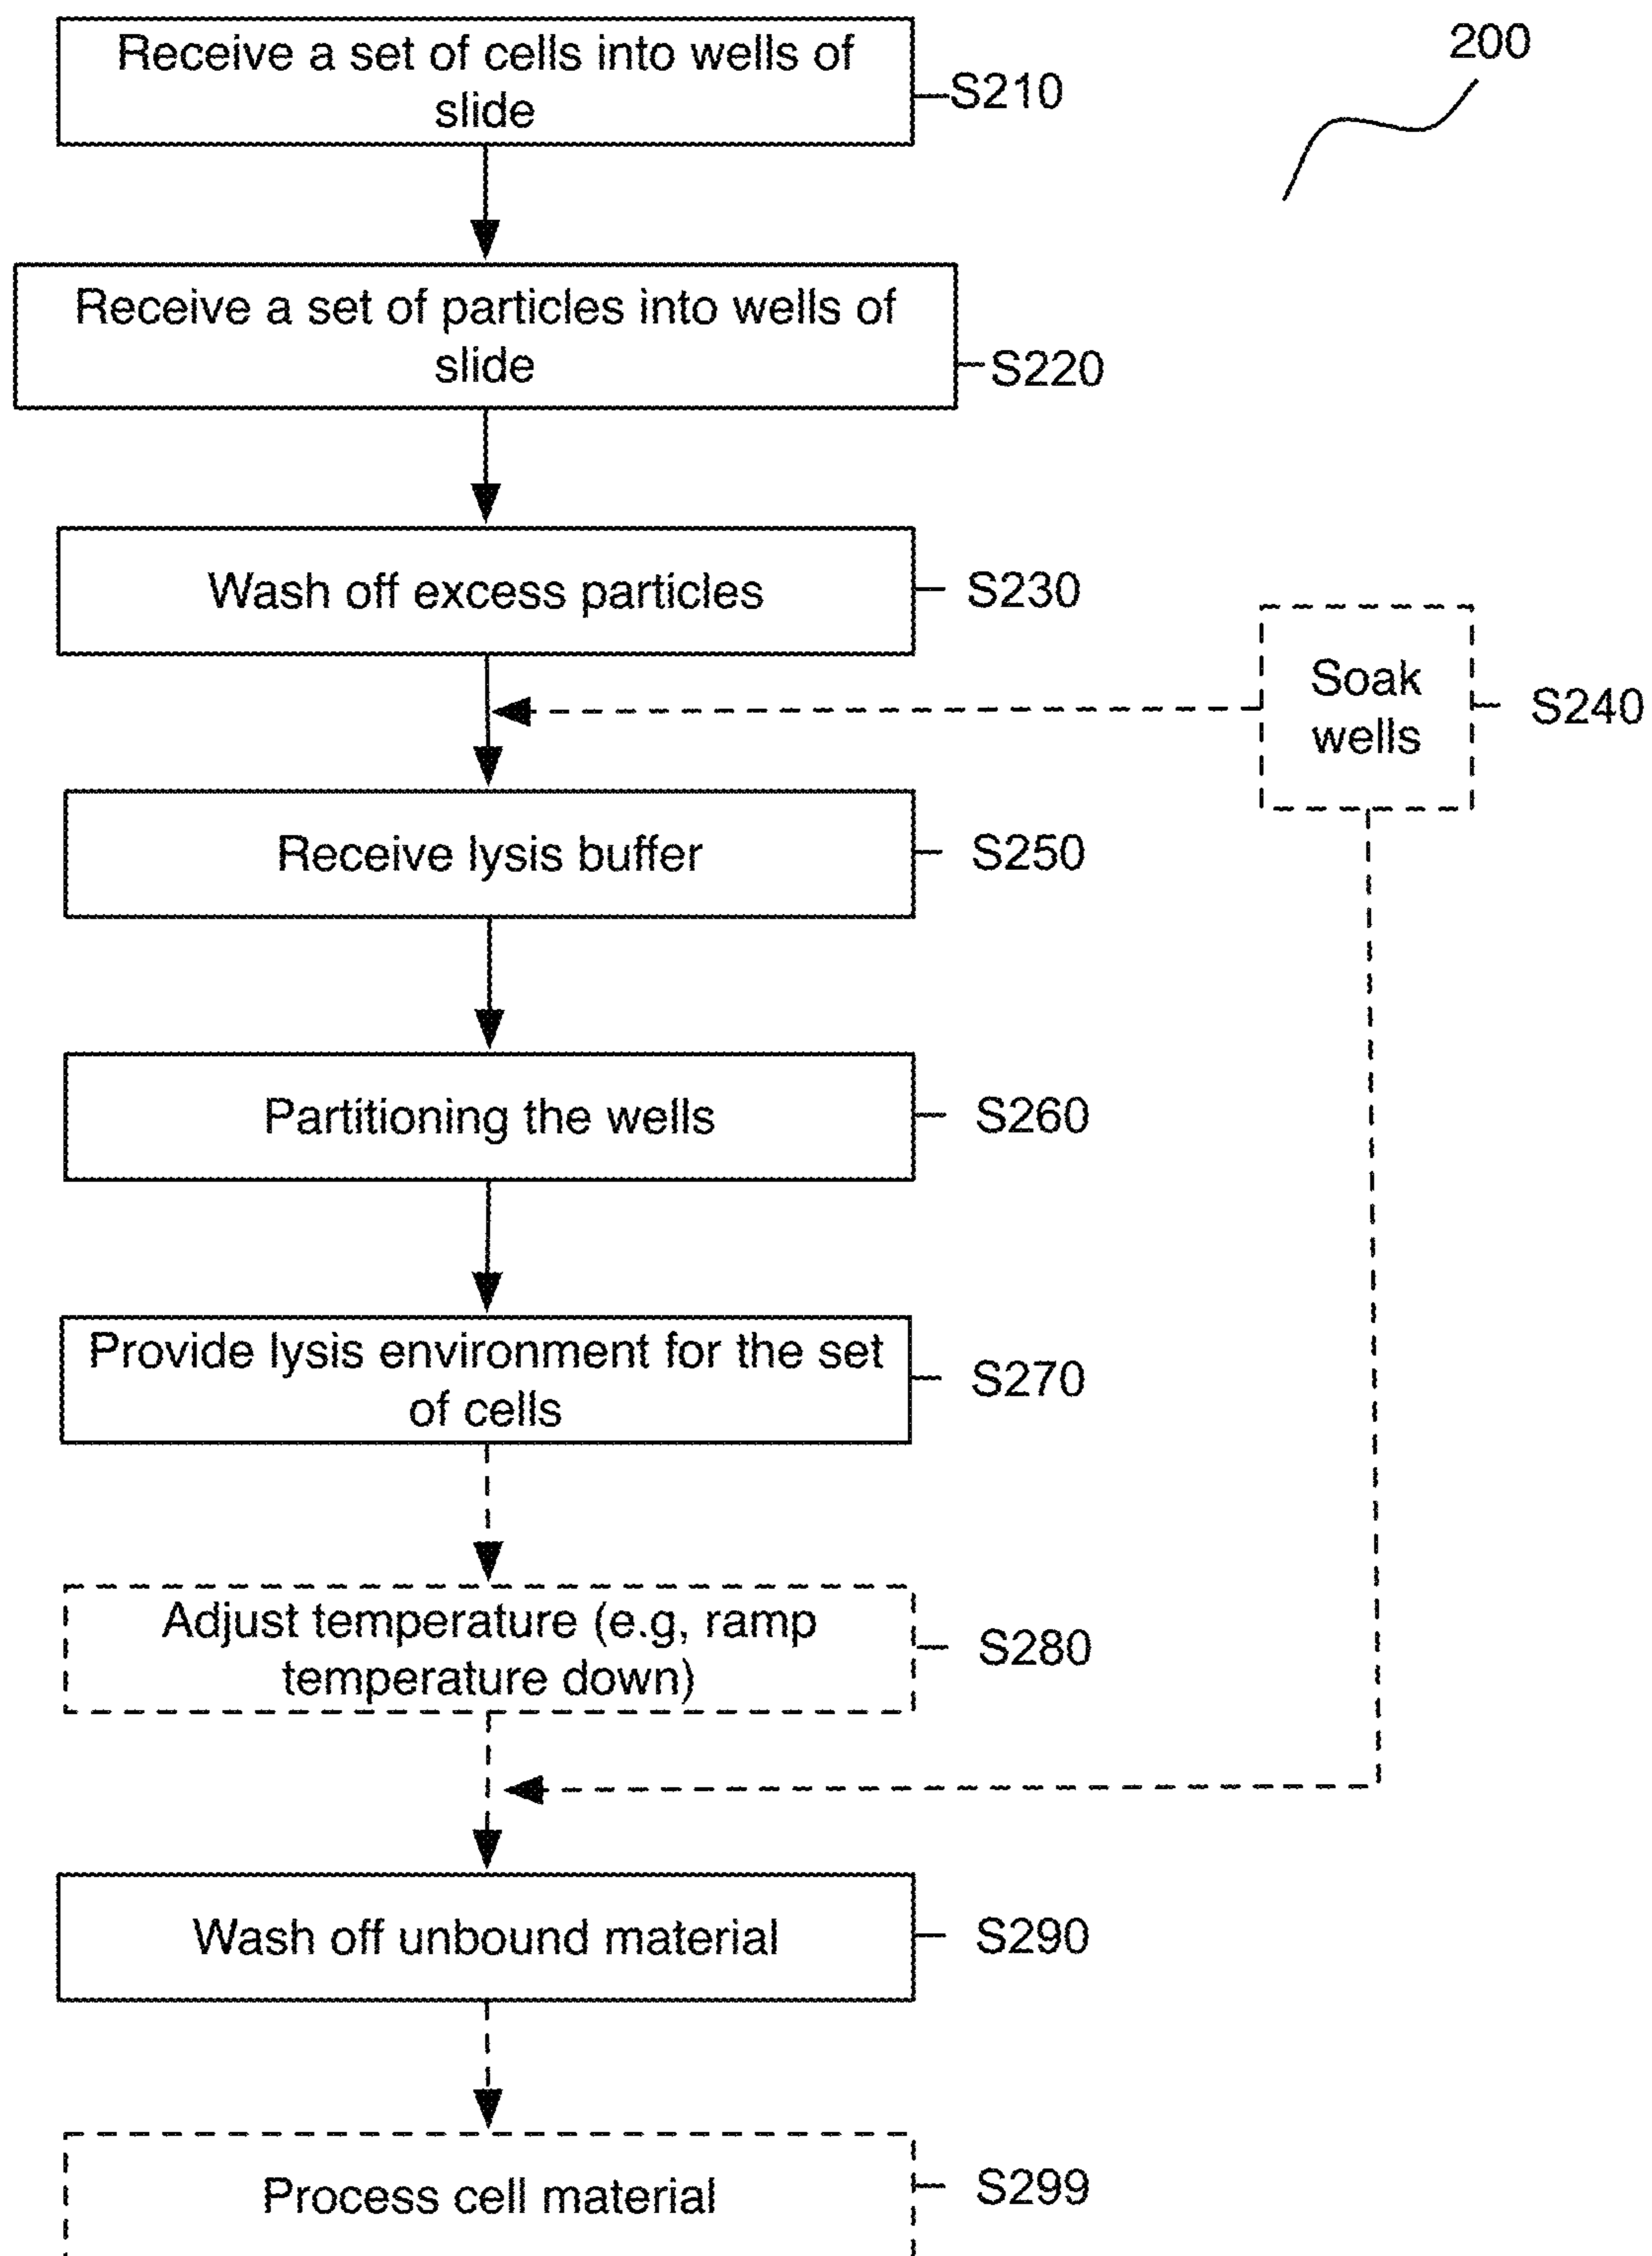 200
Receive a set of cells into wells of
slide
S210
Receive a set of particles into wells of
slide
S220
Wash off excess particles
S230
Soak
wells
S240
Receive lysis buffer
S250
Partitioning the wells
S260
Provide lysis environment for the set
of cells
S270
Adjust temperature (e.g, ramp
temperature down)
S280
Wash off unbound material
S290
Process cell material
S299